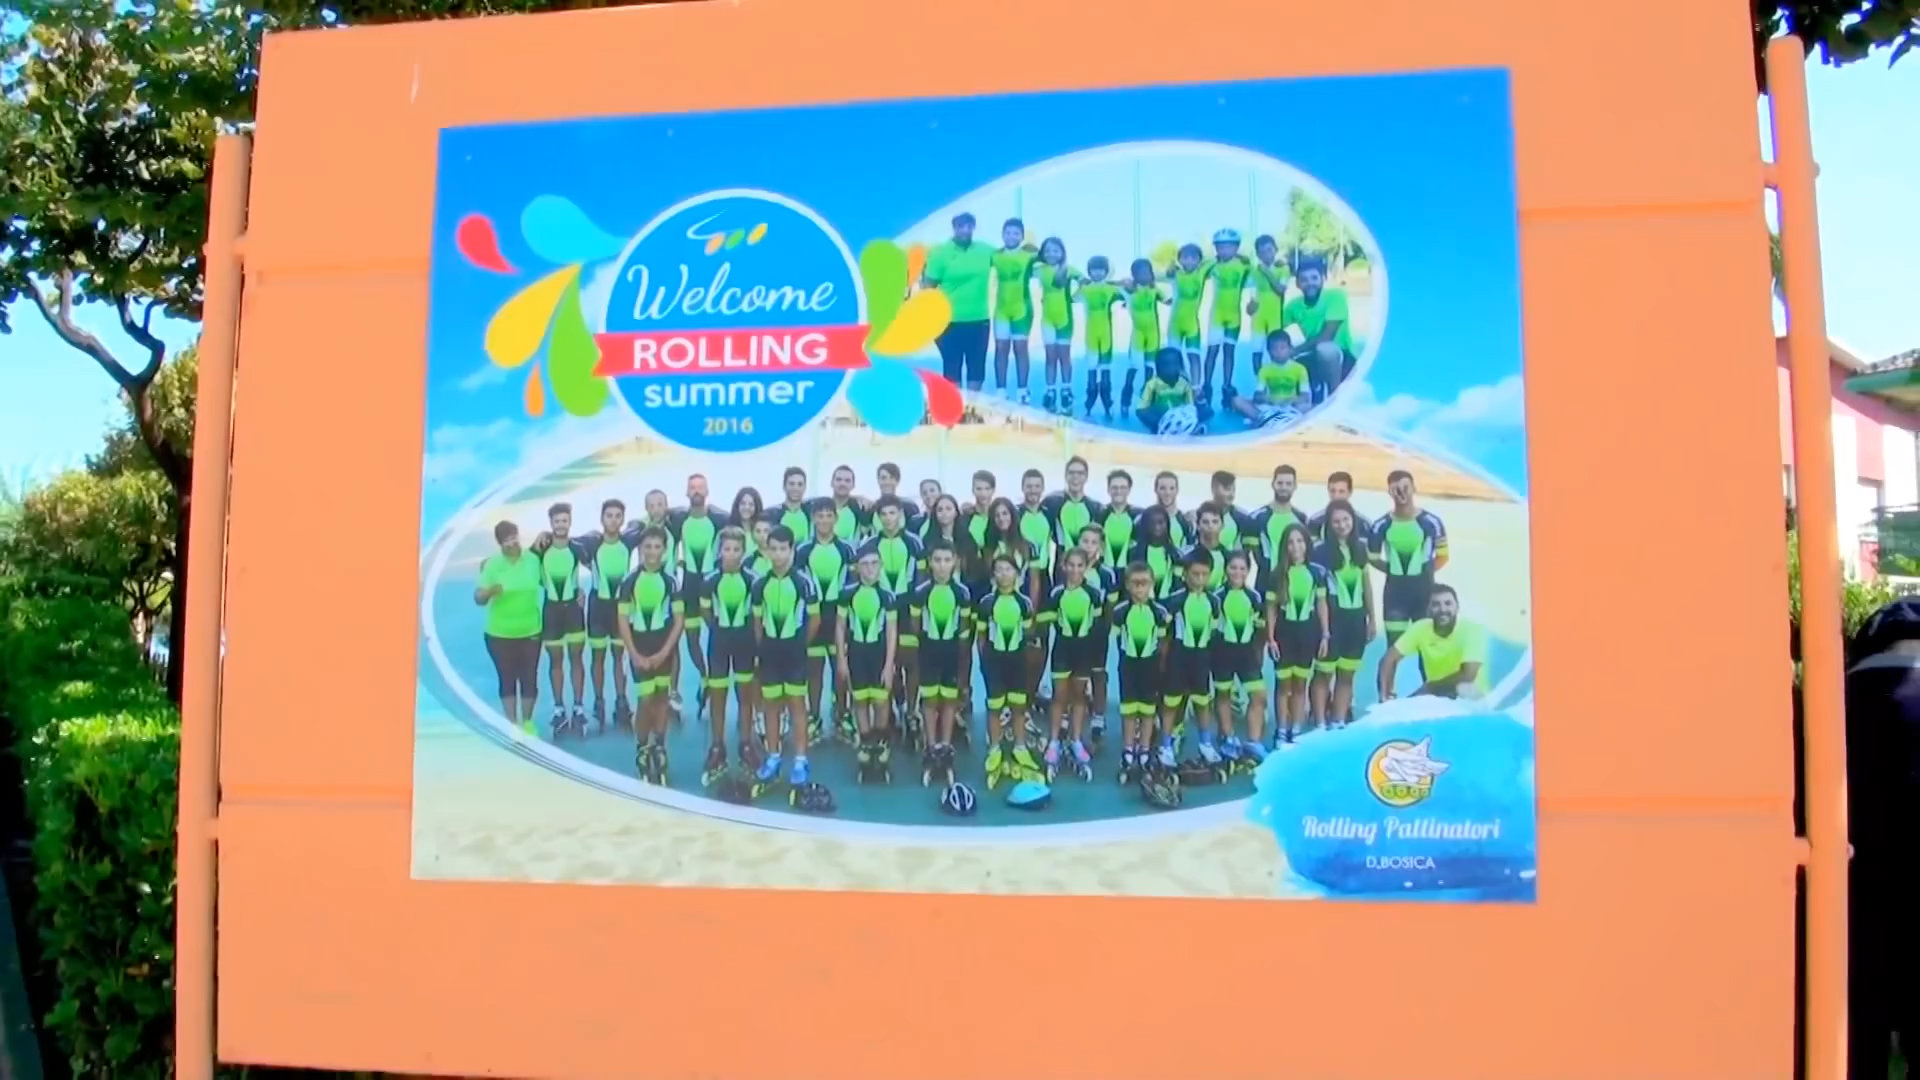 Welcome
ROLLING
summer
2016
Rolling Pattinatori
D.BOSICA